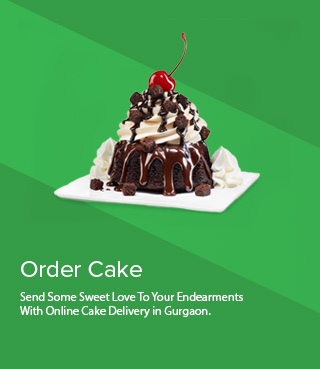 Order Cake
Send Some Sweet Love To Your Endearments
With Online Cake Delivery in Gurgaon.